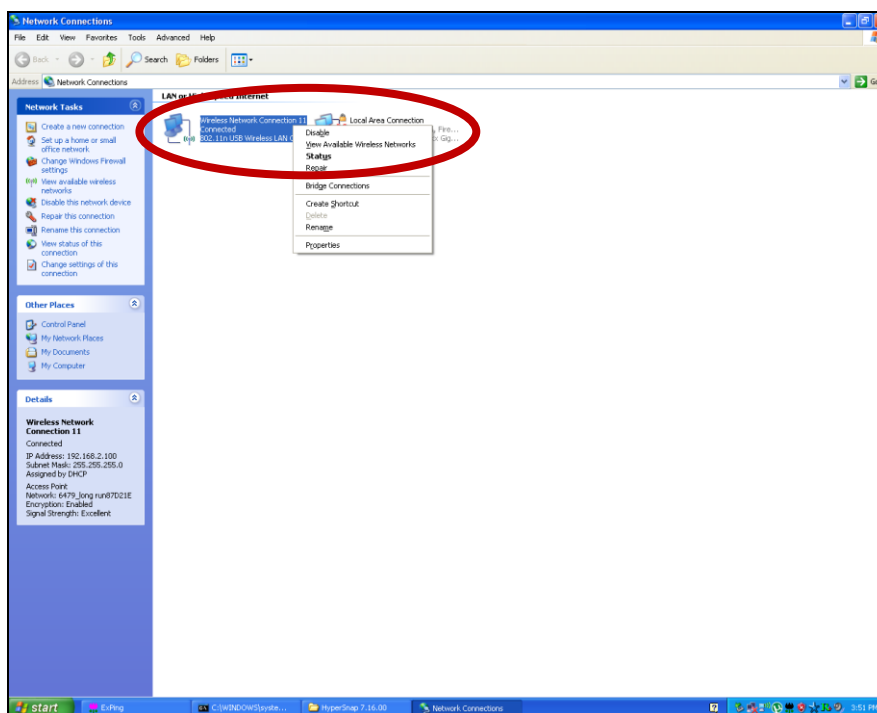 Network Connections
File Edit View Favorites Tools Advanced Help
Back Search Folders
Address Network Connections
LAN or High-Speed Internet
Network Tasks
Create a new connection
Set up a home or small
office network
Change Windows Firewall
settings
View available wireless
networks
Disable this network device
Repair this connection
Rename this connection
View status of this
connection
Change settings of this
connection
Other Places
Control Panel
My Network Places
My Documents
My Computer
Details
Wireless Network
Connection 11
Connected
IP Address: 192.168.2.100
Subnet Mask: 255.255.255.0
Assigned by DHCP
Access Point
Network: 6479_long run87D21E
Encryption: Enabled
Signal Strength: Excellent
Wireless Network Connection 11
Connected
802.11n USB Wireless LAN
Local Area Connection
, Fire...
Gig...
Disable
View Available Wireless Networks
Status
Repair
Bridge Connections
Create Shortcut
Delete
Rename
Properties
start ExPing C:\WINDOWS\syste... HyperSnap 7.16.00 Network Connections 3:51 PM